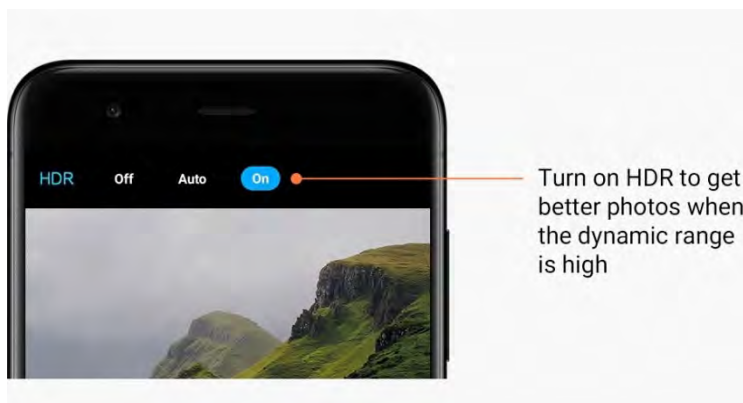 HDR Off Auto On
Turn on HDR to get
better photos when
the dynamic range
is high